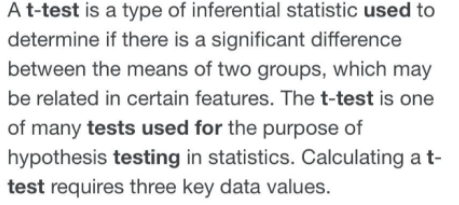 A t-test is a type of inferential statistic used to
determine if there is a significant difference
between the means of two groups, which may
be related in certain features. The t-test is one
of many tests used for the purpose of
hypothesis testing in statistics. Calculating a t-
test requires three key data values.